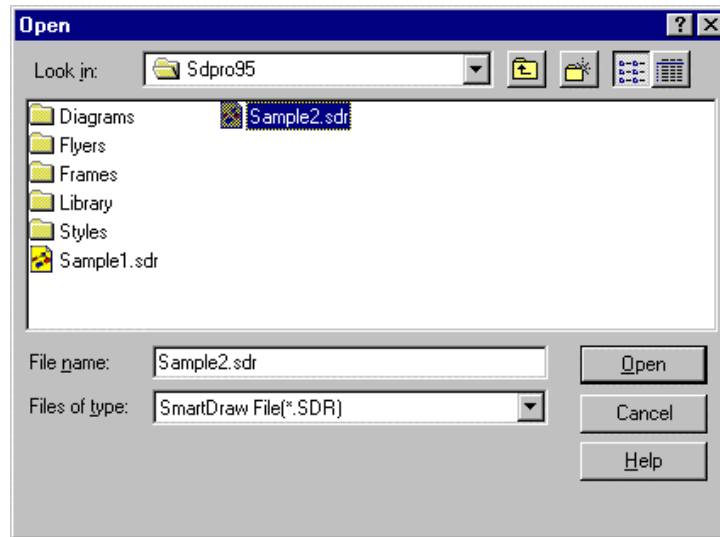 Open
Look in: Sdpro95
Diagrams Sample2.sdr
Flyers
Frames
Library
Styles
Sample1.sdr
File name: Sample2.sdr Open
Files of type: SmartDraw File(*.SDR) Cancel
Help